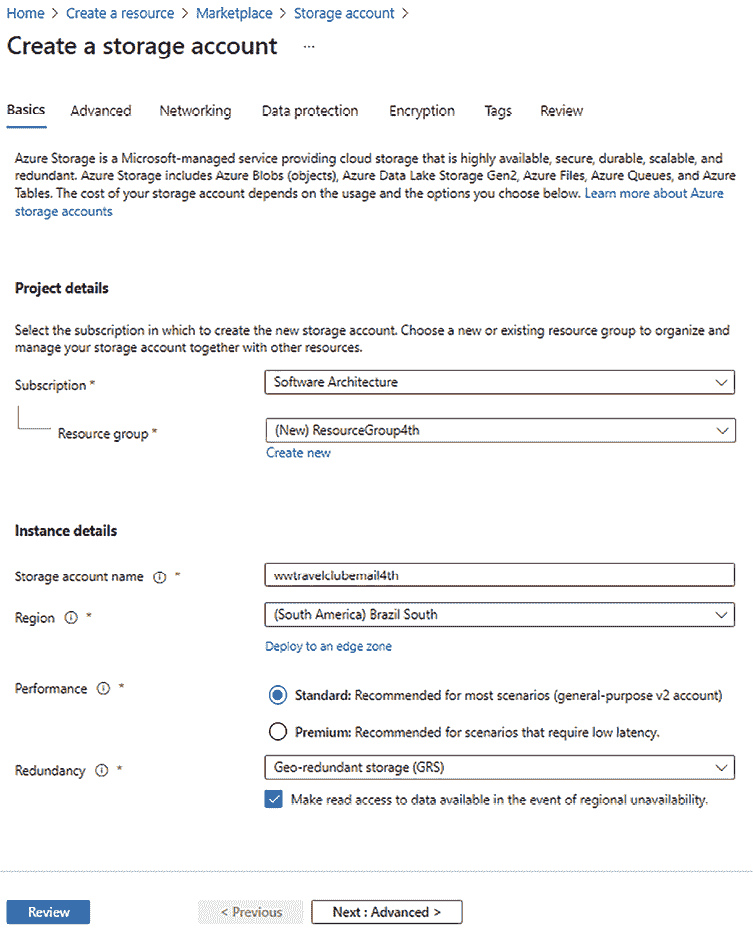 Home > Create a resource > Marketplace > Storage account >
Create a storage account ...
Basics Advanced Networking Data protection Encryption Tags Review
Azure Storage is a Microsoft-managed service providing cloud storage that is highly available, secure, durable, scalable, and
redundant. Azure Storage includes Azure Blobs (objects), Azure Data Lake Storage Gen2, Azure Files, Azure Queues, and Azure
Tables. The cost of your storage account depends on the usage and the options you choose below. Learn more about Azure
storage accounts
Project details
Select the subscription in which to create the new storage account. Choose a new or existing resource group to organize and
manage your storage account together with other resources.
Subscription *
Software Architecture
Resource group *
(New) ResourceGroup4th
Create new
Instance details
Storage account name *
wwtravelclubemail4th
Region *
(South America) Brazil South
Deploy to an edge zone
Performance *
Standard: Recommended for most scenarios (general-purpose v2 account)
Premium: Recommended for scenarios that require low latency.
Redundancy *
Geo-redundant storage (GRS)
Make read access to data available in the event of regional unavailability.
Review < Previous Next : Advanced >